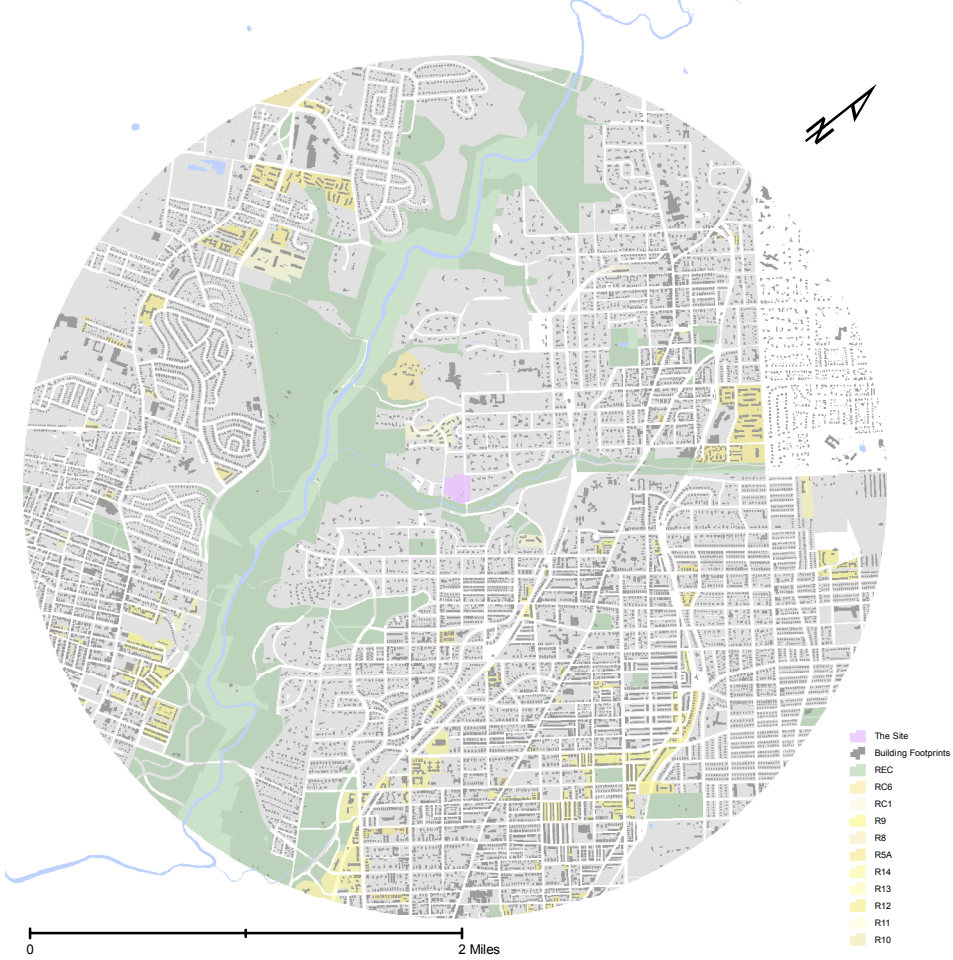 N
The Site
Building Footprints
REC
RC6
RC1
R9
R8
R5A
R14
R13
R12
R11
R10
0
2 Miles